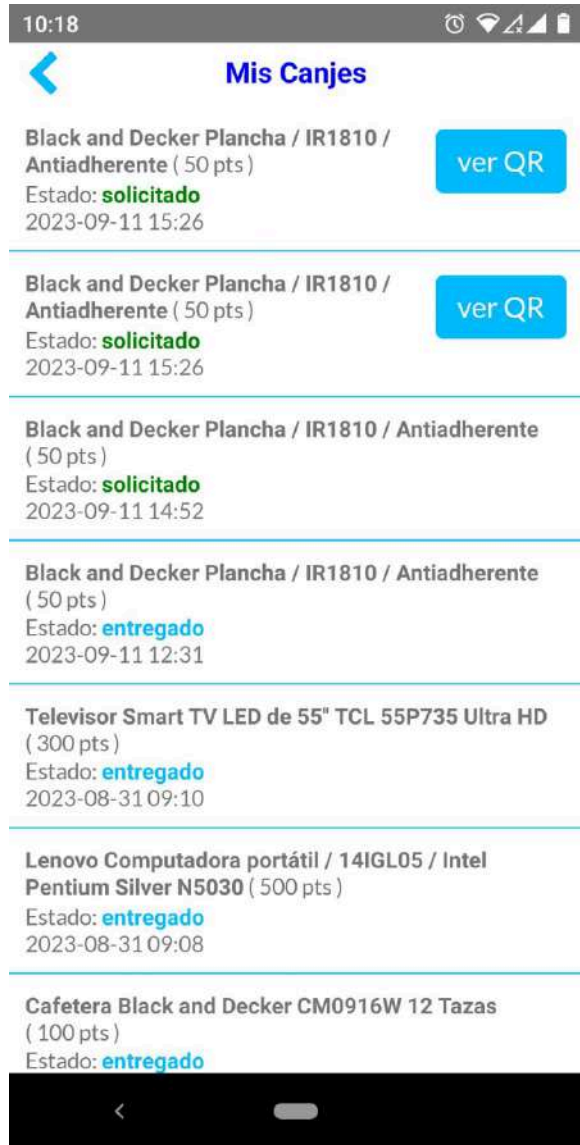 10:18
Mis Canjes
Black and Decker Plancha / IR1810 /
Antiadherente ( 50 pts )
ver QR
Estado: solicitado
2023-09-11 15:26
Black and Decker Plancha / IR1810 /
Antiadherente ( 50 pts )
ver QR
Estado: solicitado
2023-09-11 15:26
Black and Decker Plancha / IR1810 / Antiadherente
( 50 pts )
Estado: solicitado
2023-09-11 14:52
Black and Decker Plancha / IR1810 / Antiadherente
( 50 pts )
Estado: entregado
2023-09-11 12:31
Televisor Smart TV LED de 55" TCL 55P735 Ultra HD
( 300 pts )
Estado: entregado
2023-08-31 09:10
Lenovo Computadora portátil / 14IGL05 / Intel
Pentium Silver N5030 ( 500 pts )
Estado: entregado
2023-08-31 09:08
Cafetera Black and Decker CM0916W 12 Tazas
( 100 pts )
Estado: entregado